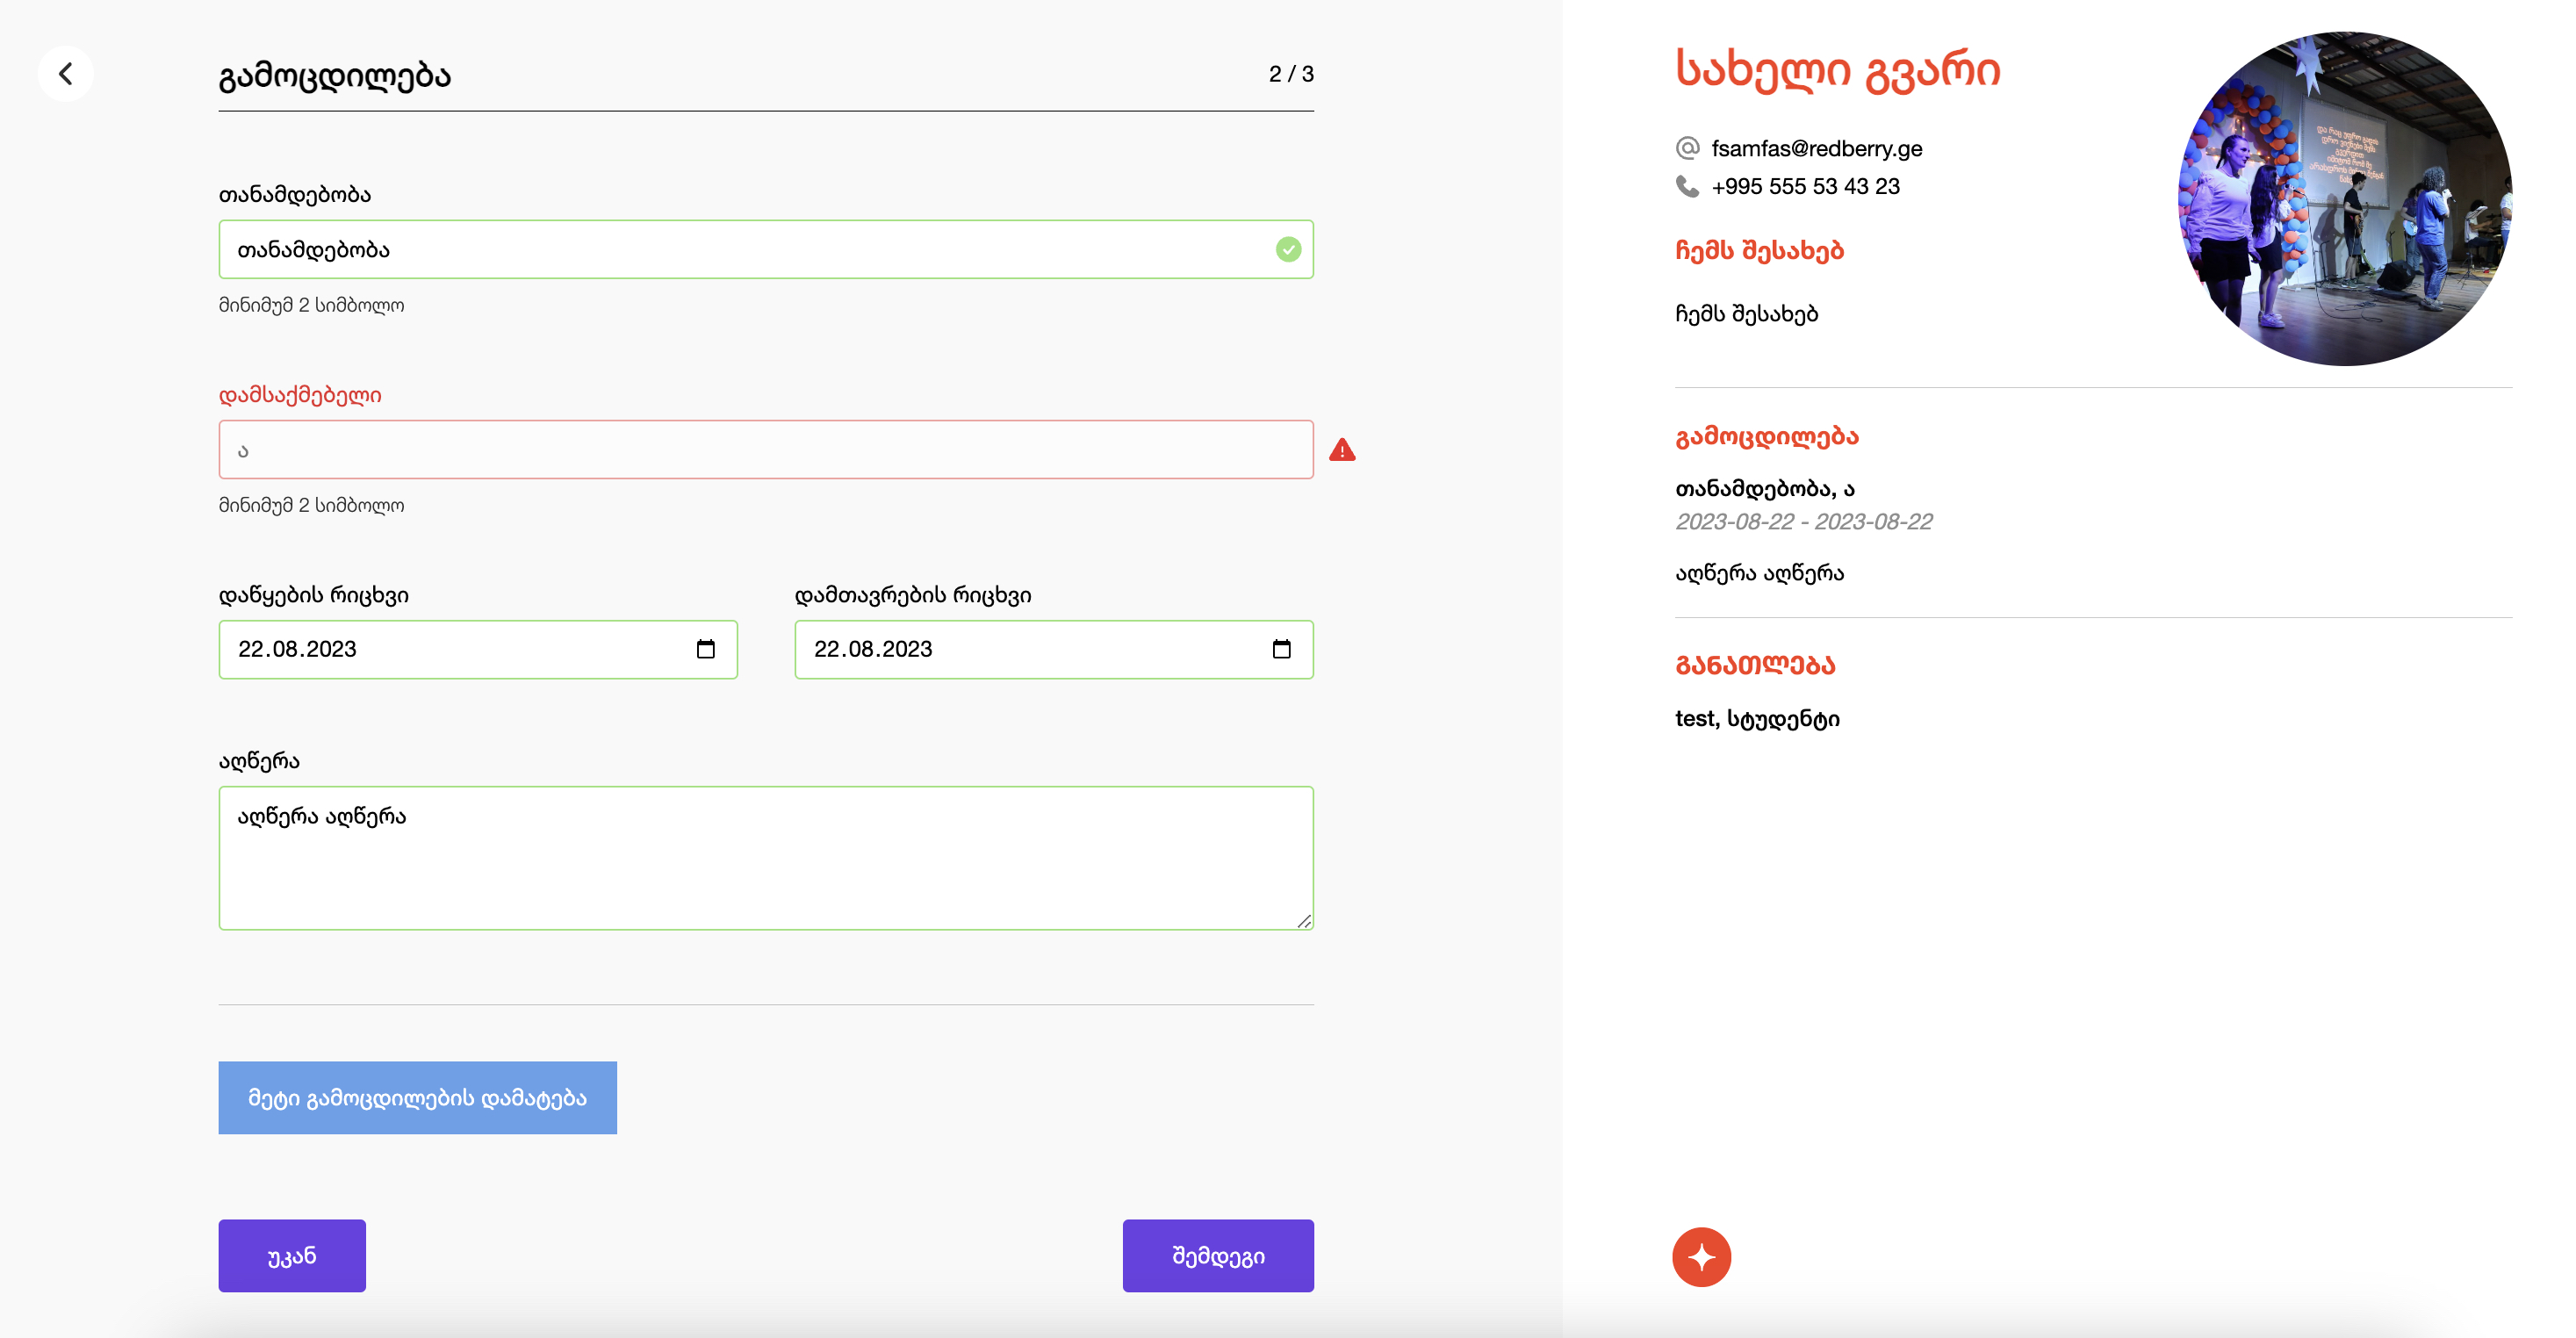 გამოცდილება
2 / 3
თანამდებობა
თანამდებობა
მინიმუმ 2 სიმბოლო
დამსაქმებელი
ა
მინიმუმ 2 სიმბოლო
დაწყების რიცხვი
დამთავრების რიცხვი
22.08.2023
22.08.2023
აღწერა
აღწერა აღწერა
მეტი გამოცდილების დამატება
უკან
შემდეგი
სახელი გვარი
fsamfas@redberry.ge
+995 555 53 43 23
ჩემს შესახებ
ჩემს შესახებ
გამოცდილება
თანამდებობა, ა
2023-08-22 - 2023-08-22
აღწერა აღწერა
განათლება
test, სტუდენტი